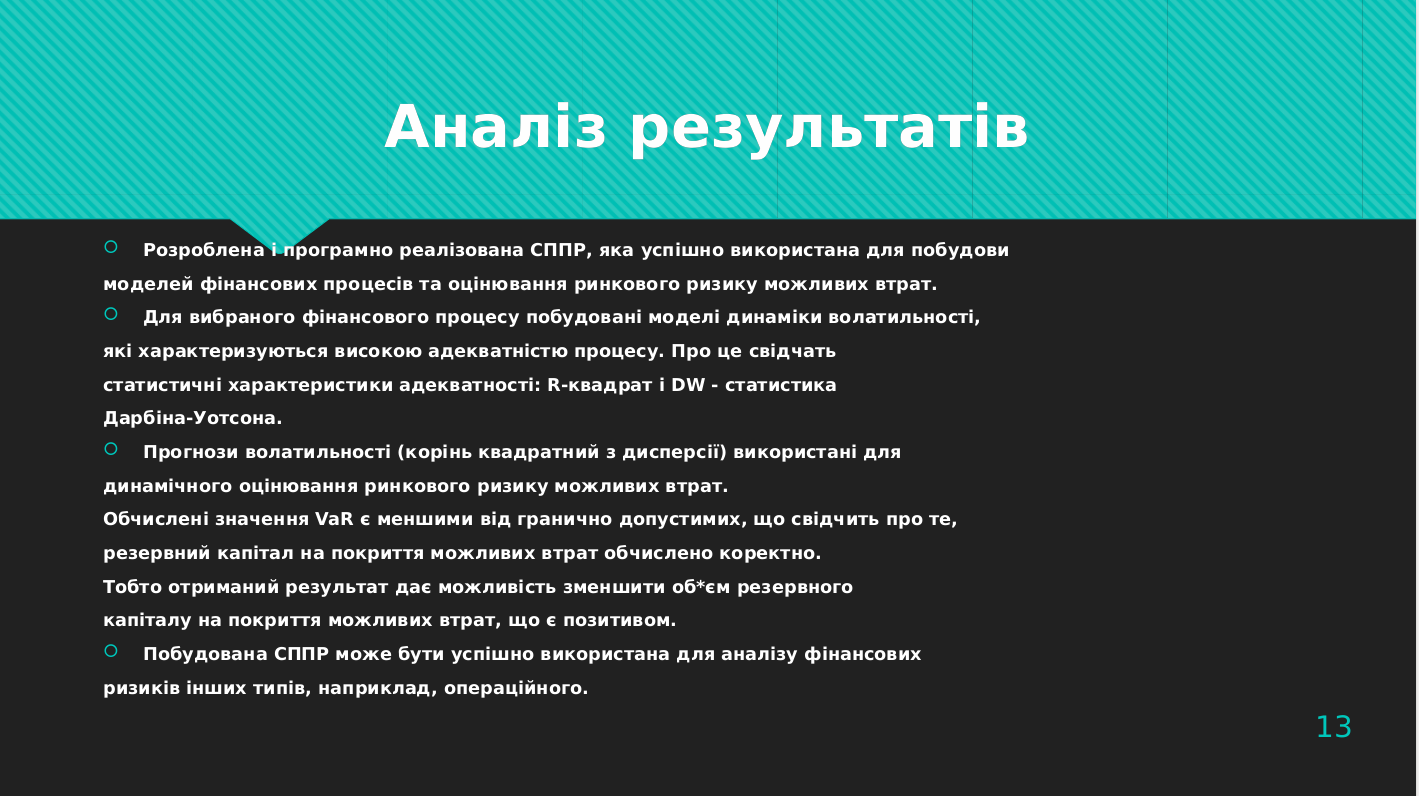 Аналіз результатів
Розроблена і програмно реалізована СППР, яка успішно використана для побудови
моделей фінансових процесів та оцінювання ринкового ризику можливих втрат.
Для вибраного фінансового процесу побудовані моделі динаміки волатильності,
які характеризуються високою адекватністю процесу. Про це свідчать
статистичні характеристики адекватності: R-квадрат і DW - статистика
Дарбіна-Уотсона.
Прогнози волатильності (корінь квадратний з дисперсії) використані для
динамічного оцінювання ринкового ризику можливих втрат.
Обчислені значення VaR є меншими від гранично допустимих, що свідчить про те,
резервний капітал на покриття можливих втрат обчислено коректно.
Тобто отриманий результат дає можливість зменшити об*єм резервного
капіталу на покриття можливих втрат, що є позитивом.
Побудована СППР може бути успішно використана для аналізу фінансових
ризиків інших типів, наприклад, операційного.
13